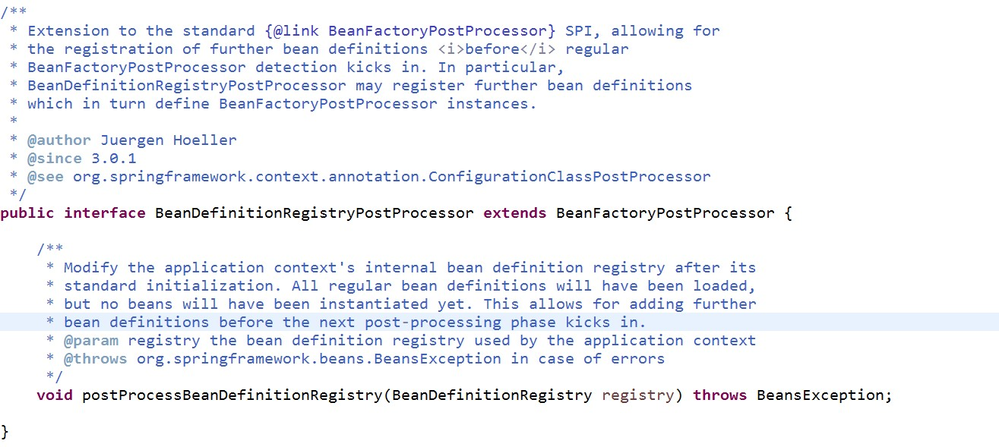 /**
 * Extension to the standard {@link BeanFactoryPostProcessor} SPI, allowing for
 * the registration of further bean definitions <i>before</i> regular
 * BeanFactoryPostProcessor detection kicks in. In particular,
 * BeanDefinitionRegistryPostProcessor may register further bean definitions
 * which in turn define BeanFactoryPostProcessor instances.
 *
 * @author Juergen Hoeller
 * @since 3.0.1
 * @see org.springframework.context.annotation.ConfigurationClassPostProcessor
 */
public interface BeanDefinitionRegistryPostProcessor extends BeanFactoryPostProcessor {
    /**
     * Modify the application context's internal bean definition registry after its
     * standard initialization. All regular bean definitions will have been loaded,
     * but no beans will have been instantiated yet. This allows for adding further
     * bean definitions before the next post-processing phase kicks in.
     * @param registry the bean definition registry used by the application context
     * @throws org.springframework.beans.BeansException in case of errors
     */
    void postProcessBeanDefinitionRegistry(BeanDefinitionRegistry registry) throws BeansException;
}